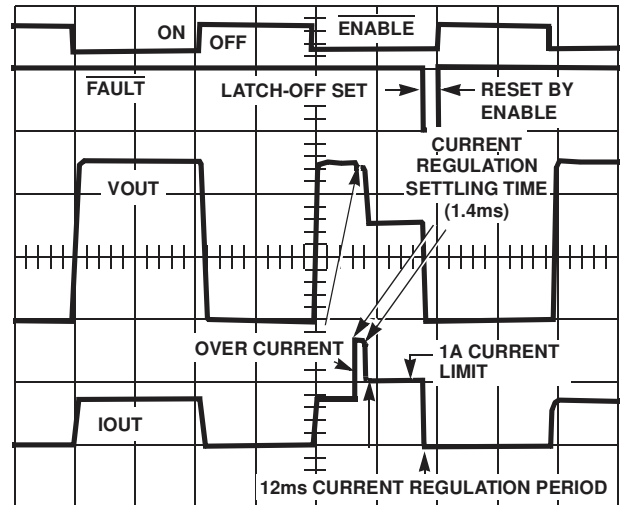 ON
OFF
ENABLE
FAULT
LATCH-OFF SET
RESET BY
ENABLE
CURRENT
REGULATION
SETTLING TIME
(1.4ms)
VOUT
OVER CURRENT
1A CURRENT
LIMIT
IOUT
12ms CURRENT REGULATION PERIOD